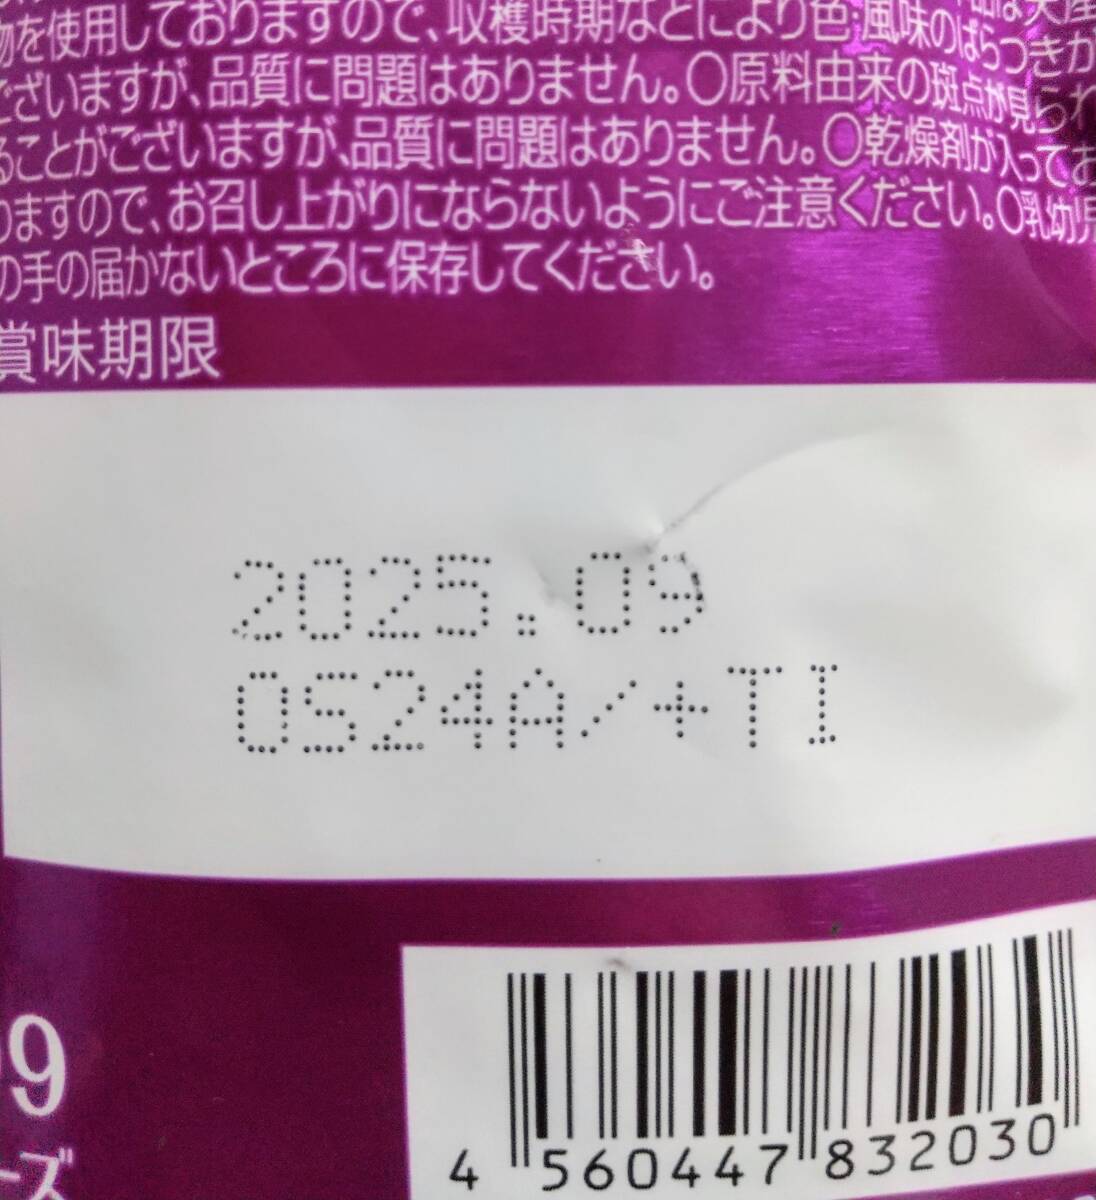 物を使用しておりますので、収穫時期などにより色・風味のばらつきが
ございますが、品質に問題はありません。〇原料由来の斑点が見られ
ることがございますが、品質に問題はありません。〇乾燥剤が入ってお
りますので、お召し上がりにならないようにご注意ください。〇乳幼児
の手の届かないところに保存してください。
賞味期限
2025.09
0S24A/+TI
9
ーズ
4 560447 832030